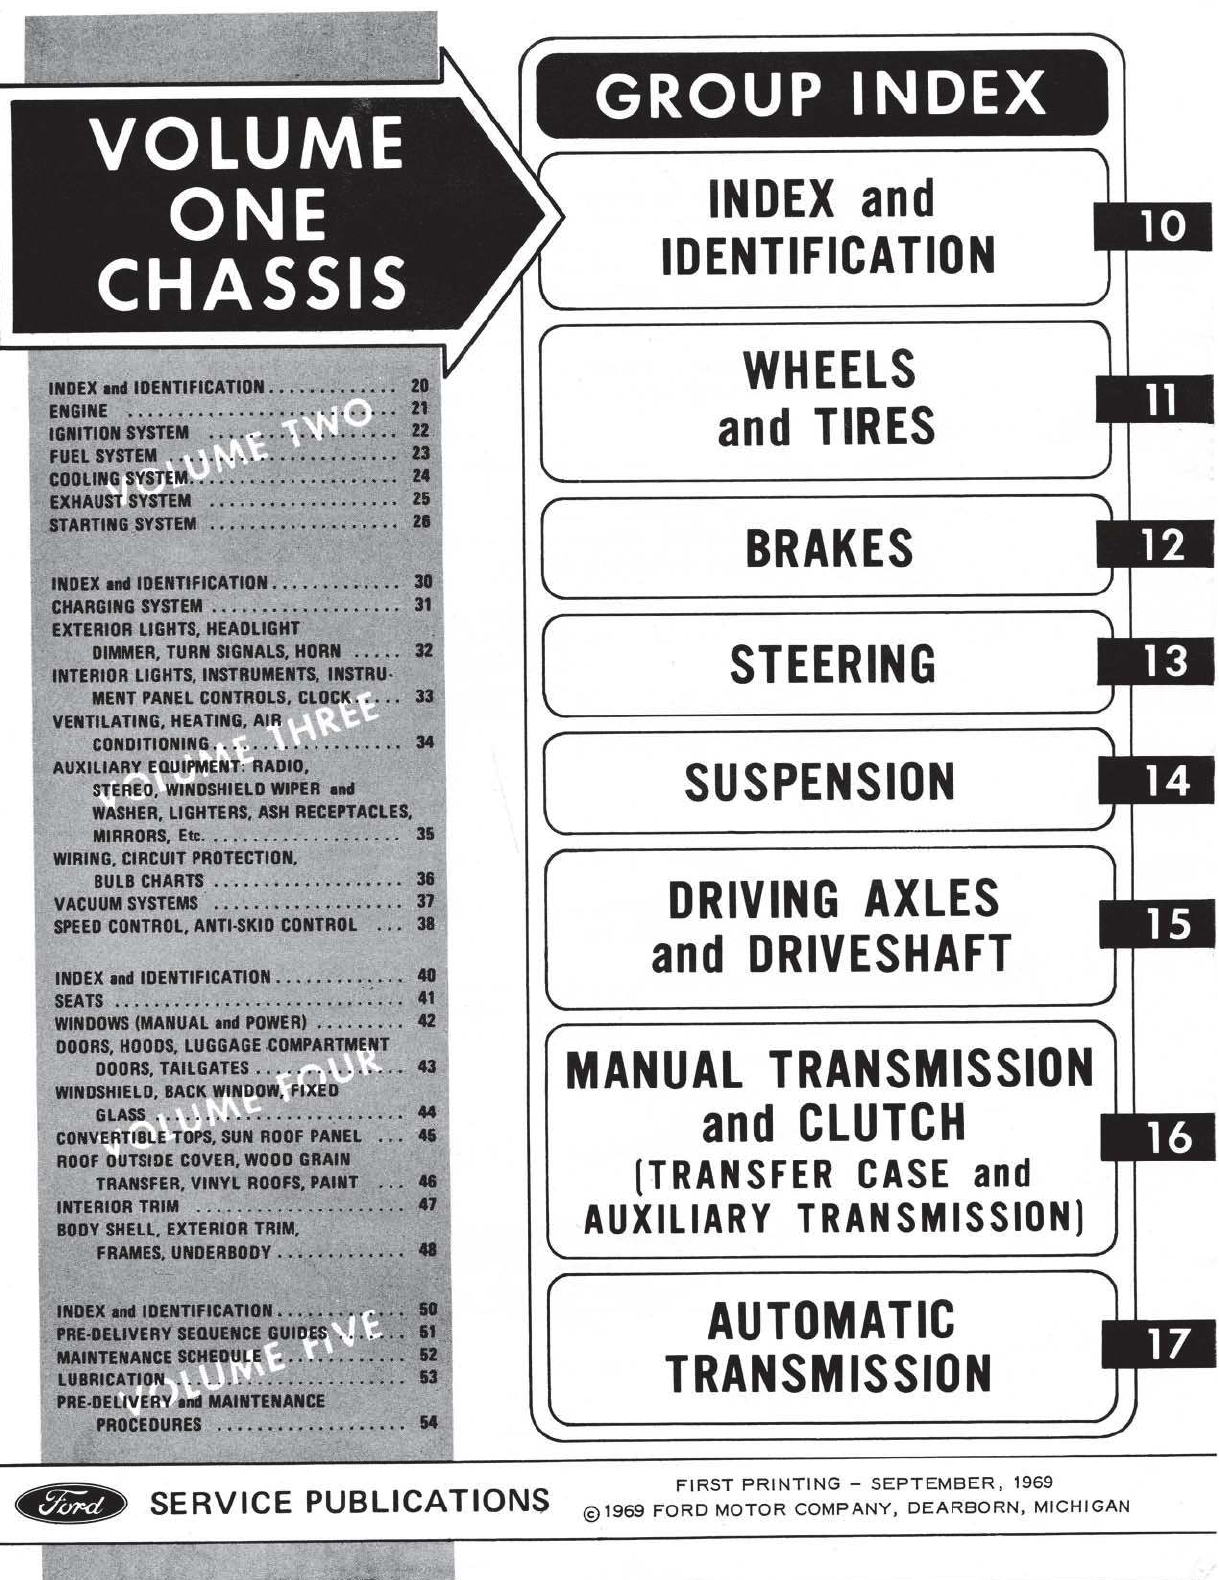 VOLUME
ONE
CHASSIS
VOLUME TWO
INDEX and IDENTIFICATION ............. 20
ENGINE ........................... 21
IGNITION SYSTEM ................... 22
FUEL SYSTEM ....................... 23
COOLING SYSTEM..................... 24
EXHAUST SYSTEM ................... 25
STARTING SYSTEM ................... 26
VOLUME THREE
INDEX and IDENTIFICATION ............. 30
CHARGING SYSTEM ................... 31
EXTERIOR LIGHTS, HEADLIGHT
DIMMER, TURN SIGNALS, HORN ..... 32
INTERIOR LIGHTS, INSTRUMENTS, INSTRU-
MENT PANEL CONTROLS, CLOCK..... 33
VENTILATING, HEATING, AIR
CONDITIONING ................... 34
AUXILIARY EQUIPMENT: RADIO,
STEREO, WINDSHIELD WIPER and
WASHER, LIGHTERS, ASH RECEPTACLES,
MIRRORS, Etc. ................... 35
WIRING, CIRCUIT PROTECTION,
BULB CHARTS ................... 36
VACUUM SYSTEMS ................... 37
SPEED CONTROL, ANTI-SKID CONTROL ... 38
VOLUME FOUR
INDEX and IDENTIFICATION ............. 40
SEATS ............................. 41
WINDOWS (MANUAL and POWER) ......... 42
DOORS, HOODS, LUGGAGE COMPARTMENT
DOORS, TAILGATES ............... 43
WINDSHIELD, BACK WINDOW, FIXED
GLASS ......................... 44
CONVERTIBLE TOPS, SUN ROOF PANEL ... 45
ROOF OUTSIDE COVER, WOOD GRAIN
TRANSFER, VINYL ROOFS, PAINT ... 46
INTERIOR TRIM ..................... 47
BODY SHELL, EXTERIOR TRIM,
FRAMES, UNDERBODY ............. 48
VOLUME FIVE
INDEX and IDENTIFICATION ............. 50
PRE-DELIVERY SEQUENCE GUIDES ....... 51
MAINTENANCE SCHEDULE ............. 52
LUBRICATION ....................... 53
PRE-DELIVERY and MAINTENANCE
PROCEDURES ................... 54
GROUP INDEX
INDEX and
IDENTIFICATION
10
WHEELS
and TIRES
11
BRAKES
12
STEERING
13
SUSPENSION
14
DRIVING AXLES
and DRIVESHAFT
15
MANUAL TRANSMISSION
and CLUTCH
(TRANSFER CASE and
AUXILIARY TRANSMISSION)
16
AUTOMATIC
TRANSMISSION
17
Ford SERVICE PUBLICATIONS
FIRST PRINTING – SEPTEMBER, 1969
©1969 FORD MOTOR COMPANY, DEARBORN, MICHIGAN